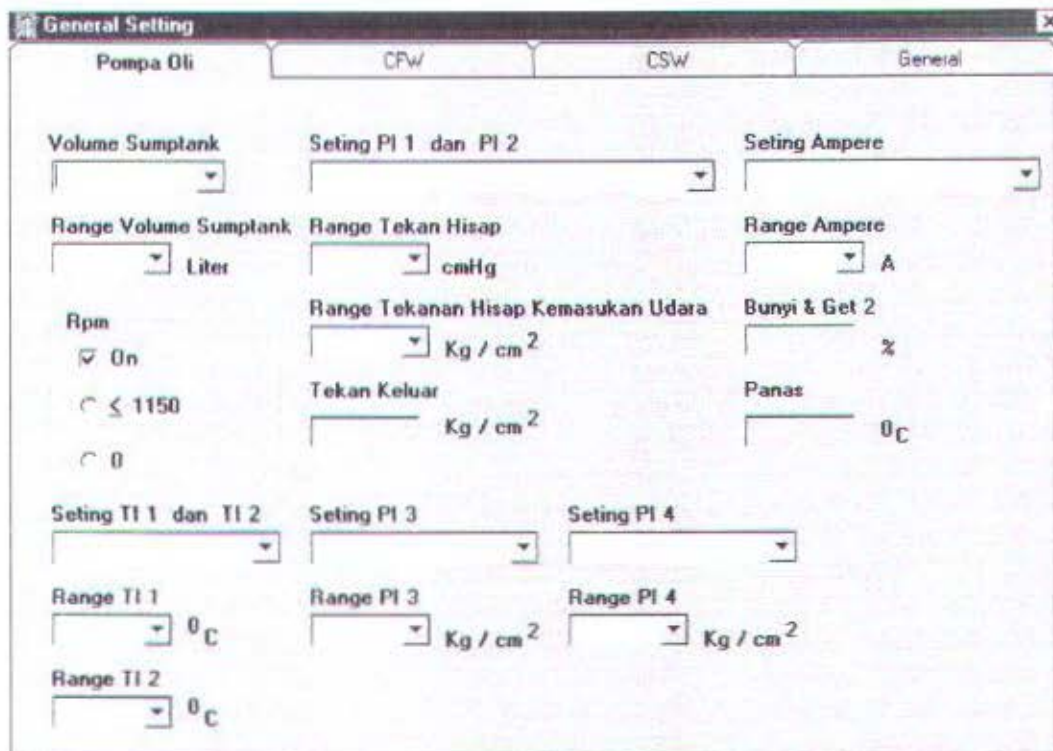 General Setting
Pompa Oli CFW CSW General
Volume Sumptank Seting PI 1 dan PI 2 Seting Ampere
Range Volume Sumptank Range Tekan Hisap Range Ampere
Liter cmHg A
Rpm Range Tekanan Hisap Kemasukan Udara Bunyi & Get 2
On Kg / cm² %
Tekan Keluar Panas
≤ 1150 Kg / cm² ⁰C
0
Seting TI 1 dan TI 2 Seting PI 3 Seting PI 4
Range TI 1 Range PI 3 Range PI 4
⁰C Kg / cm² Kg / cm²
Range TI 2
⁰C